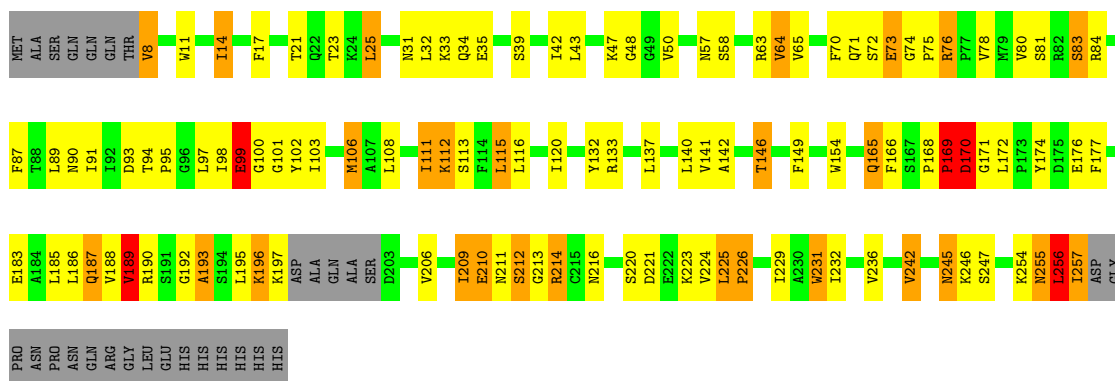 MET ALA SER GLN GLN GLN THR V8 W11 I14 F17 T21 Q22 T23 K24 L25 N31 L32 K33 Q34 E35 S39 I42 L43 K47 G48 G49 V50 N57 S58 R63 V64 V65 F70 Q71 S72 E73 G74 P75 R76 P77 V78 M79 V80 S81 R82 S83 R84
F87 T88 L89 N90 I91 I92 D93 T94 P95 G96 L97 I98 E99 G100 G101 Y102 I103 M106 A107 L108 I111 K112 S113 F114 L115 L116 I120 Y132 R133 L137 L140 V141 A142 T146 F149 W154 Q165 F166 S167 P168 P169 D170 G171 L172 P173 Y174 D175 E176 F177
E183 A184 L185 L186 Q187 V188 V189 R190 S191 G192 A193 S194 L195 K196 K197 ASP ALA GLN ALA SER D203 V206 I209 E210 N211 S212 G213 R214 C215 N216 S220 D221 E222 K223 V224 L225 P226 I229 A230 W231 I232 V236 V242 N245 K246 S247 K254 N255 L256 I257 ASP GLY
PRO ASN PRO ASN GLN ARG GLY LEU GLU HIS HIS HIS HIS HIS HIS